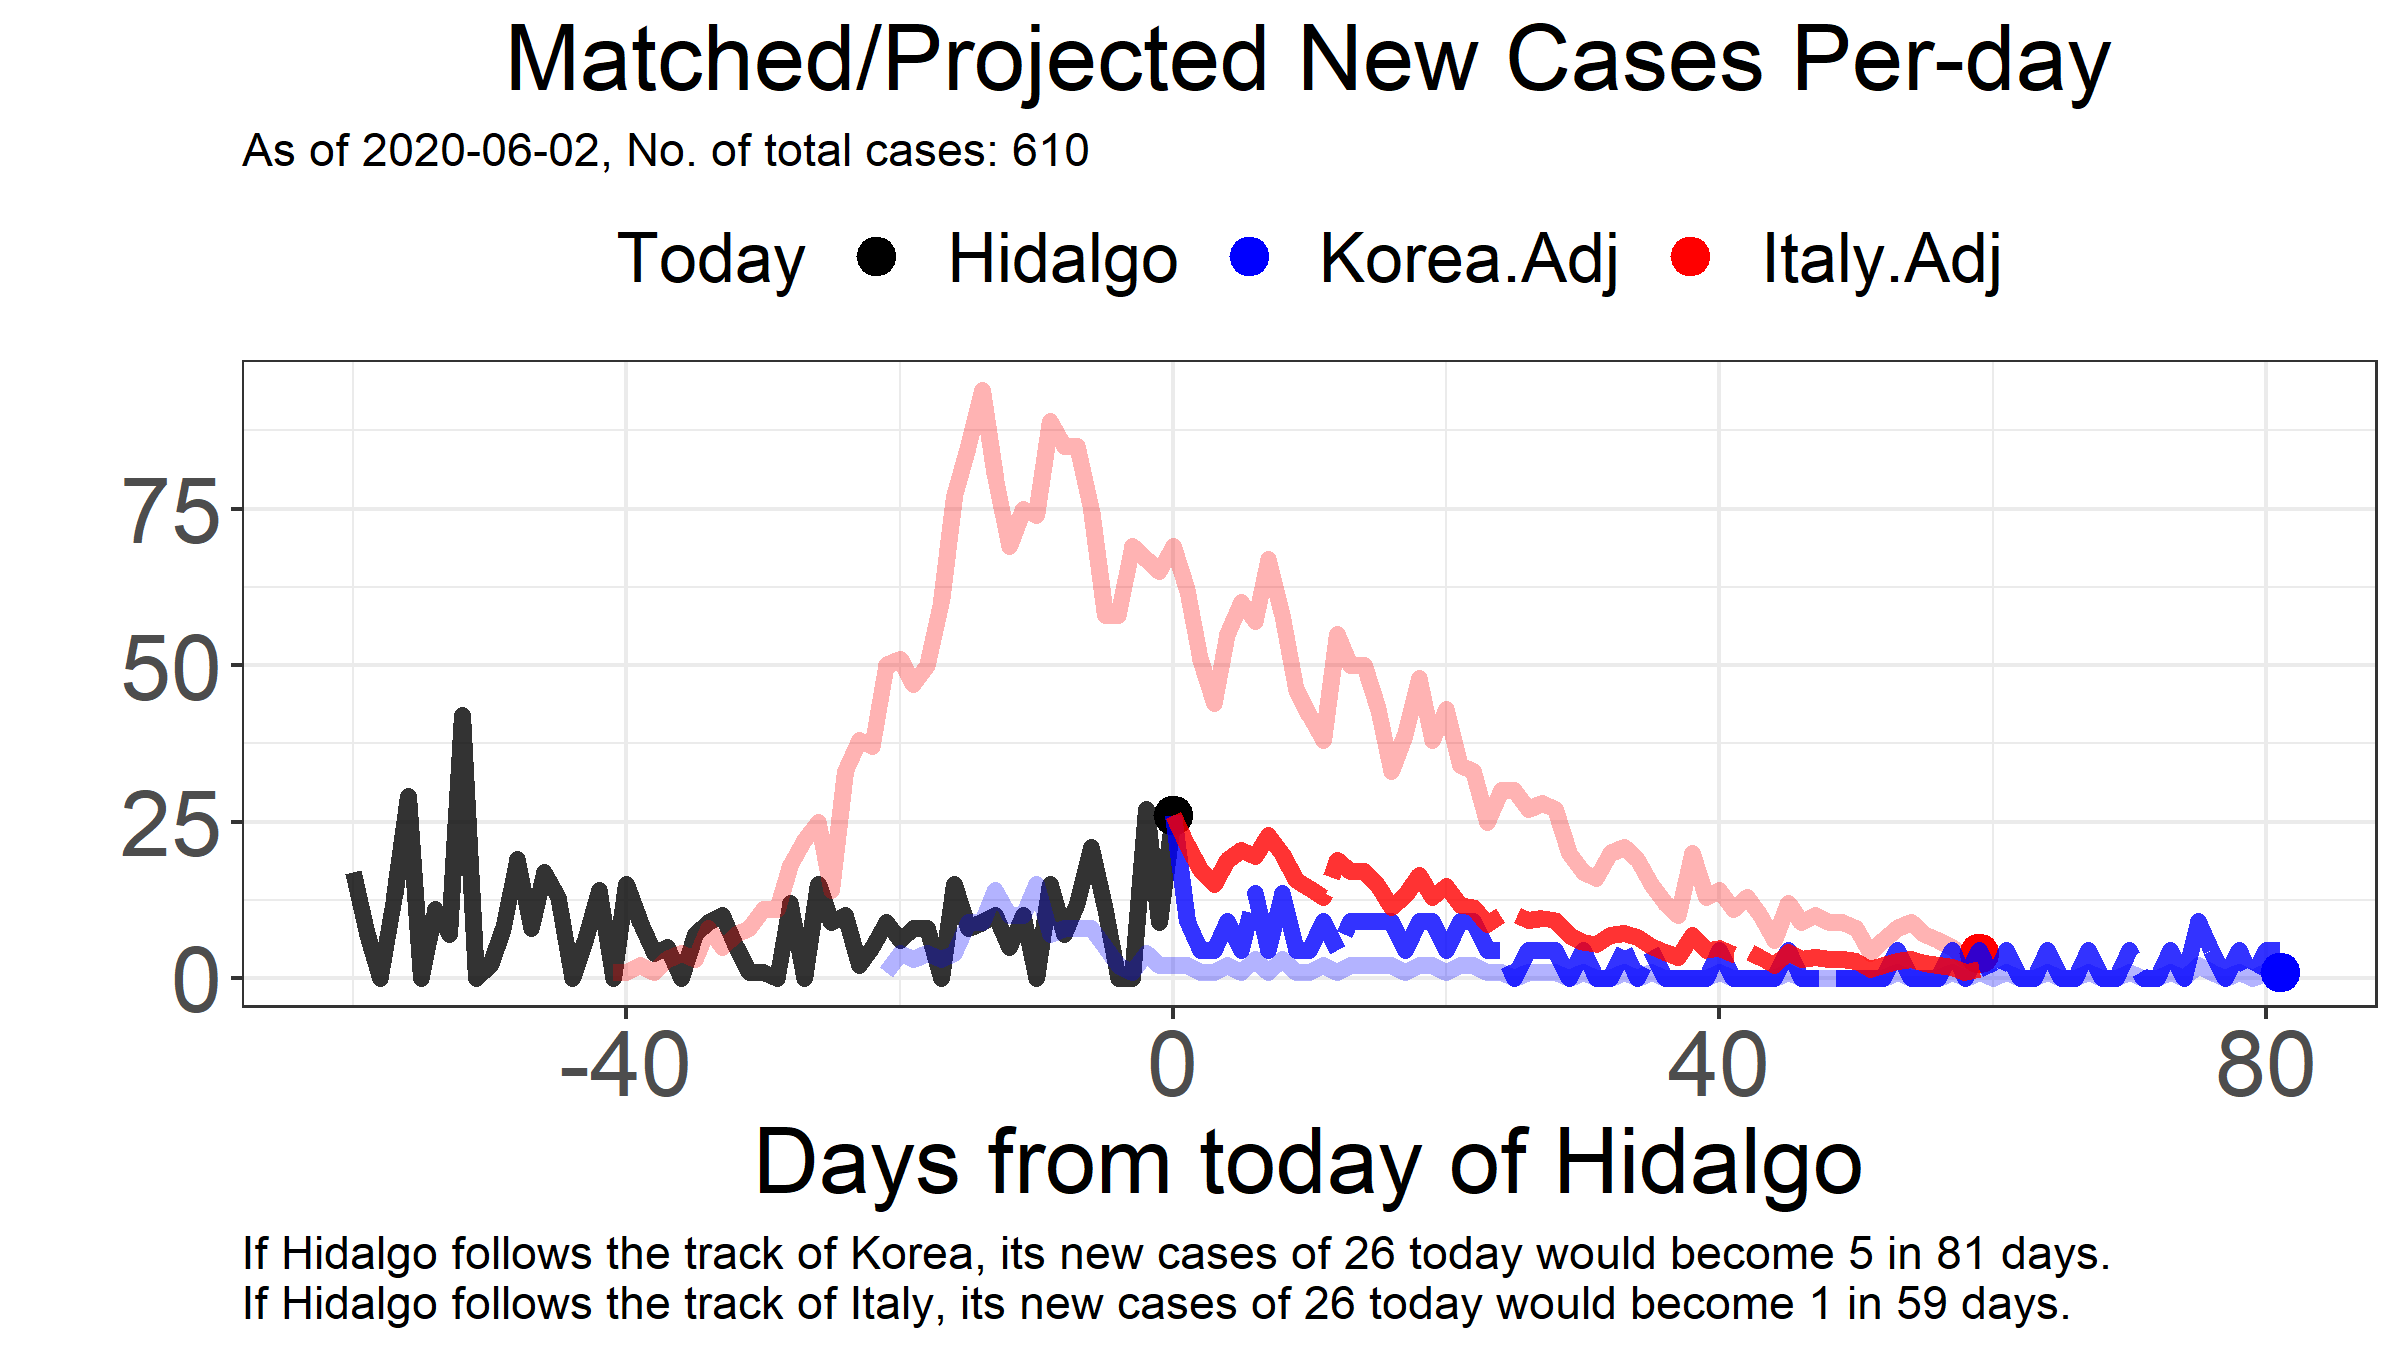 Matched/Projected New Cases Per-day
As of 2020-06-02, No. of total cases: 610
Today Hidalgo Korea.Adj Italy.Adj
75
50
25
0
-40 0 40 80
Days from today of Hidalgo
If Hidalgo follows the track of Korea, its new cases of 26 today would become 5 in 81 days.
If Hidalgo follows the track of Italy, its new cases of 26 today would become 1 in 59 days.